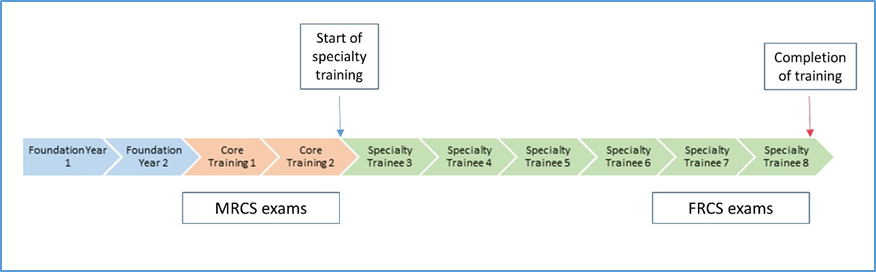 Start of
specialty
training
Completion
of training
Foundation Year
1
Foundation
Year 2
Core
Training 1
Core
Training 2
Specialty
Trainee 3
Specialty
Trainee 4
Specialty
Trainee 5
Specialty
Trainee 6
Specialty
Trainee 7
Specialty
Trainee 8
MRCS exams
FRCS exams